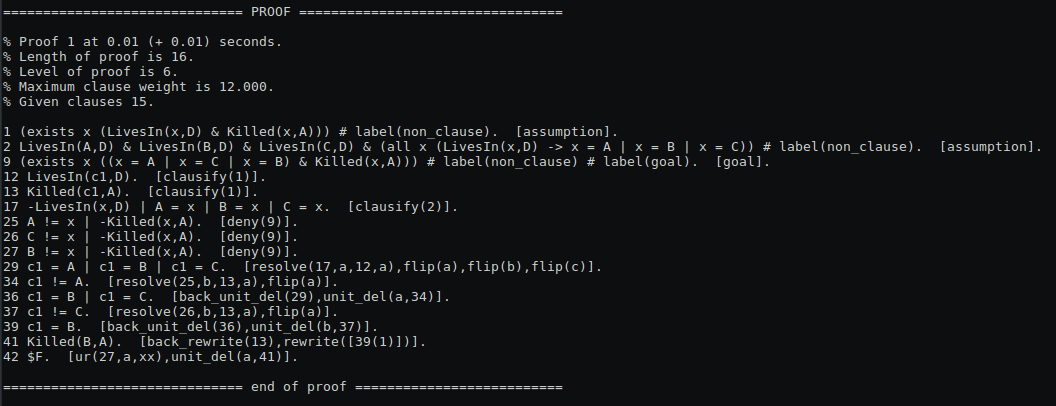 ============================== PROOF =================================
% Proof 1 at 0.01 (+ 0.01) seconds.
% Length of proof is 16.
% Level of proof is 6.
% Maximum clause weight is 12.000.
% Given clauses 15.
1 (exists x (LivesIn(x,D) & Killed(x,A))) # label(non_clause).  [assumption].
2 LivesIn(A,D) & LivesIn(B,D) & LivesIn(C,D) & (all x (LivesIn(x,D) -> x = A | x = B | x = C)) # label(non_clause).  [assumption].
9 (exists x ((x = A | x = C | x = B) & Killed(x,A))) # label(non_clause) # label(goal).  [goal].
12 LivesIn(c1,D).  [clausify(1)].
13 Killed(c1,A).  [clausify(1)].
17 -LivesIn(x,D) | A = x | B = x | C = x.  [clausify(2)].
25 A != x | -Killed(x,A).  [deny(9)].
26 C != x | -Killed(x,A).  [deny(9)].
27 B != x | -Killed(x,A).  [deny(9)].
29 c1 = A | c1 = B | c1 = C.  [resolve(17,a,12,a),flip(a),flip(b),flip(c)].
34 c1 != A.  [resolve(25,b,13,a),flip(a)].
36 c1 = B | c1 = C.  [back_unit_del(29),unit_del(a,34)].
37 c1 != C.  [resolve(26,b,13,a),flip(a)].
39 c1 = B.  [back_unit_del(36),unit_del(b,37)].
41 Killed(B,A).  [back_rewrite(13),rewrite([39(1)])].
42 $F.  [ur(27,a,xx),unit_del(a,41)].
============================== end of proof ==========================